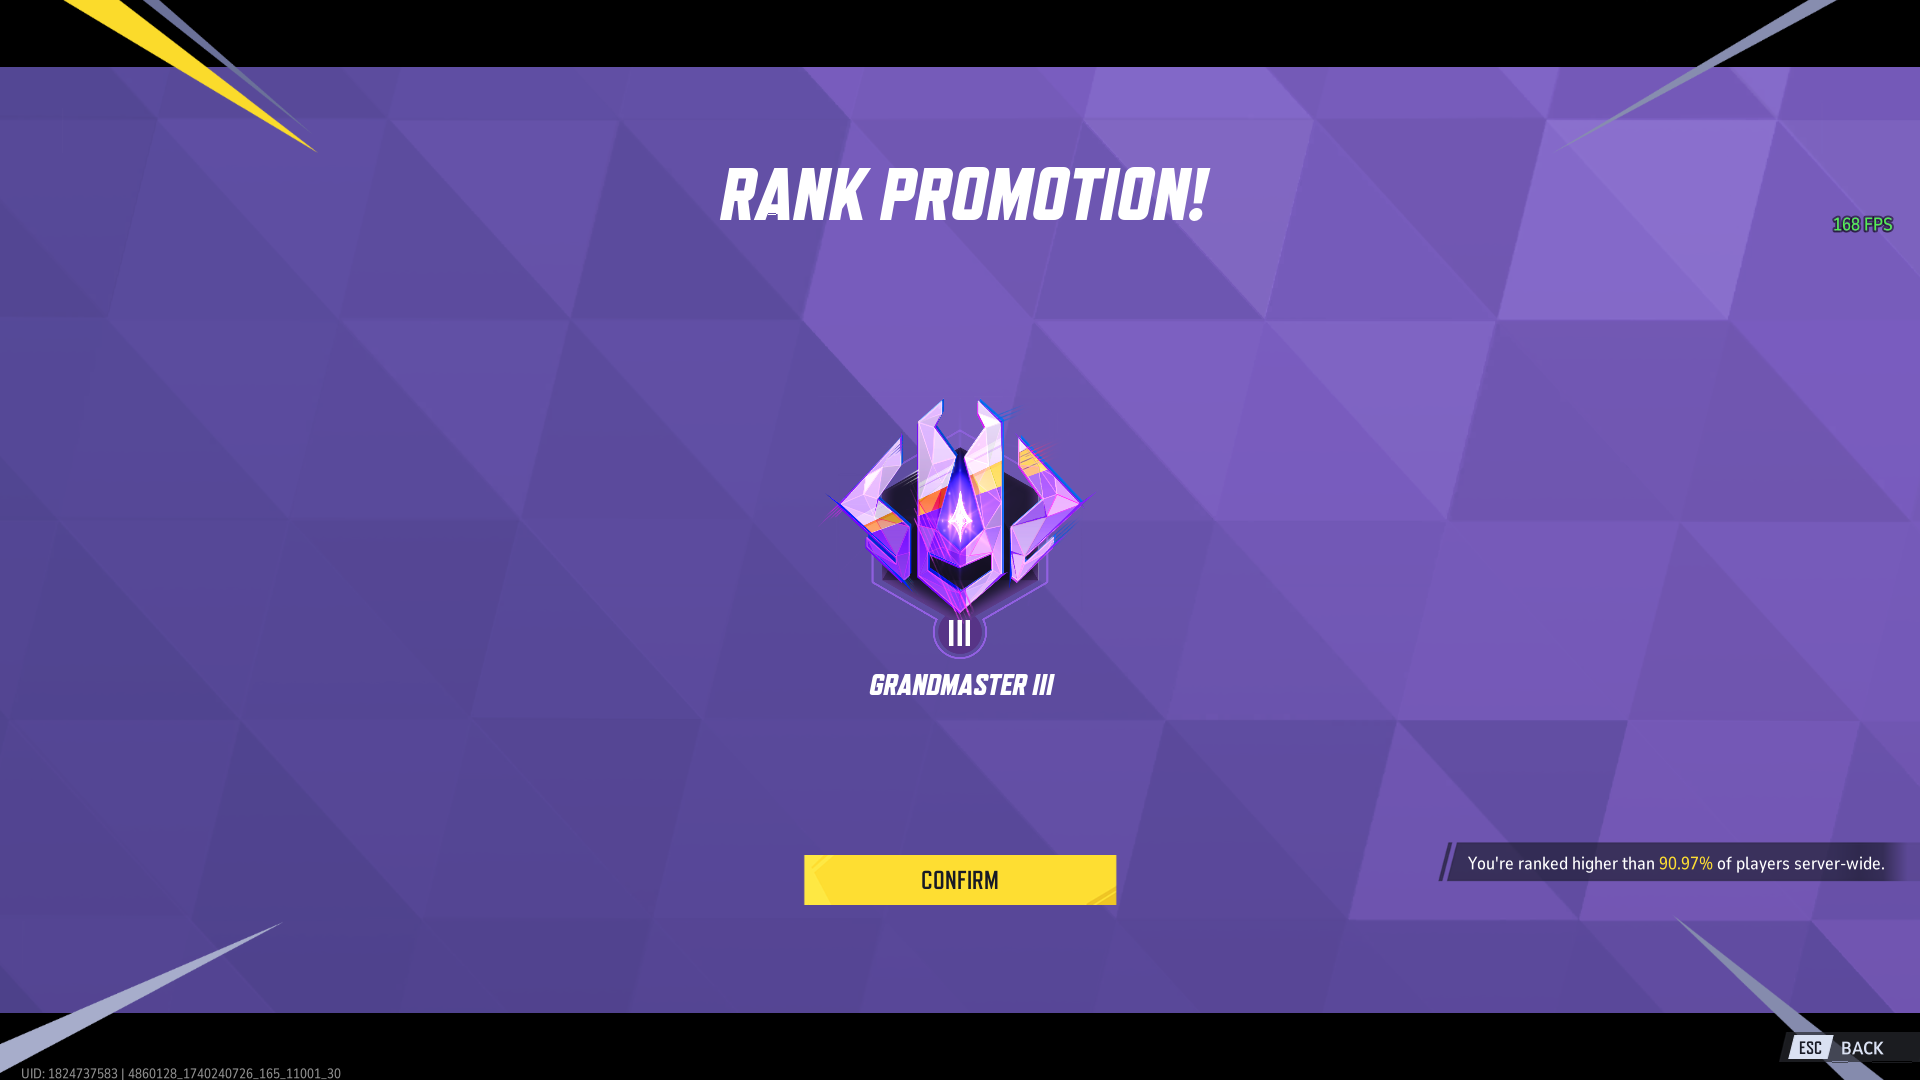 RANK PROMOTION!
168 FPS
III
GRANDMASTER III
CONFIRM
You're ranked higher than 90.97% of players server-wide.
ESC BACK
UID: 1824737583 | 4860128_1740240726_165_11001_30